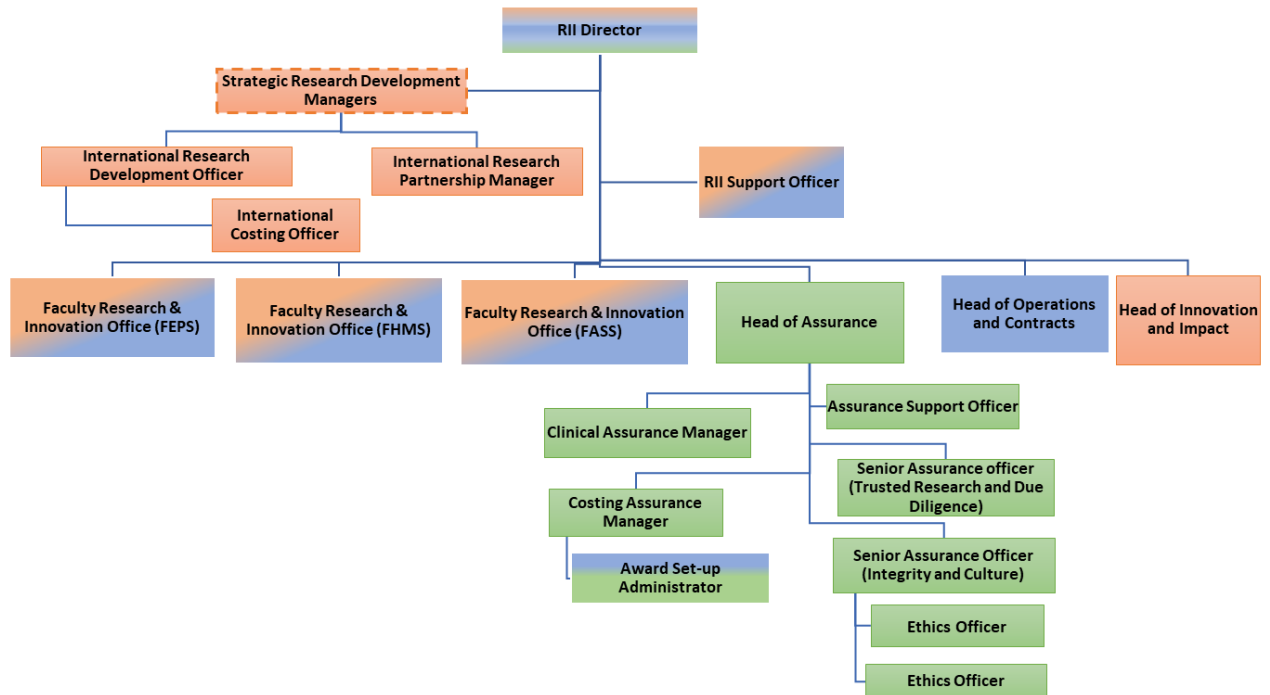 RII Director
Strategic Research Development
Managers
International Research
Development Officer
International Research
Partnership Manager
RII Support Officer
International
Costing Officer
Faculty Research &
Innovation Office (FEPS)
Faculty Research &
Innovation Office (FHMS)
Faculty Research & Innovation
Office (FASS)
Head of Assurance
Head of Operations
and Contracts
Head of Innovation
and Impact
Clinical Assurance Manager
Assurance Support Officer
Senior Assurance officer
(Trusted Research and Due
Diligence)
Costing Assurance
Manager
Senior Assurance Officer
(Integrity and Culture)
Award Set-up
Administrator
Ethics Officer
Ethics Officer